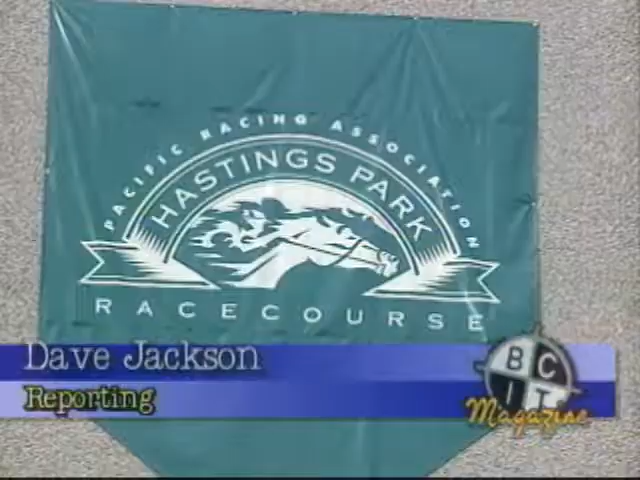 PACIFIC RACING ASSOCIATION
HASTINGS PARK
RACECOURSE
Dave Jackson
Reporting
BCIT
Magazine